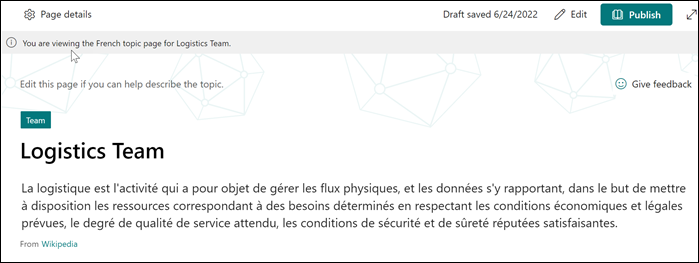 Page details
Draft saved 6/24/2022
Edit
Publish
You are viewing the French topic page for Logistics Team.
Edit this page if you can help describe the topic.
Give feedback
Team
Logistics Team
La logistique est l'activité qui a pour objet de gérer les flux physiques, et les données s'y rapportant, dans le but de mettre
à disposition les ressources correspondant à des besoins déterminés en respectant les conditions économiques et légales
prévues, le degré de qualité de service attendu, les conditions de sécurité et de sûreté réputées satisfaisantes.
From Wikipedia